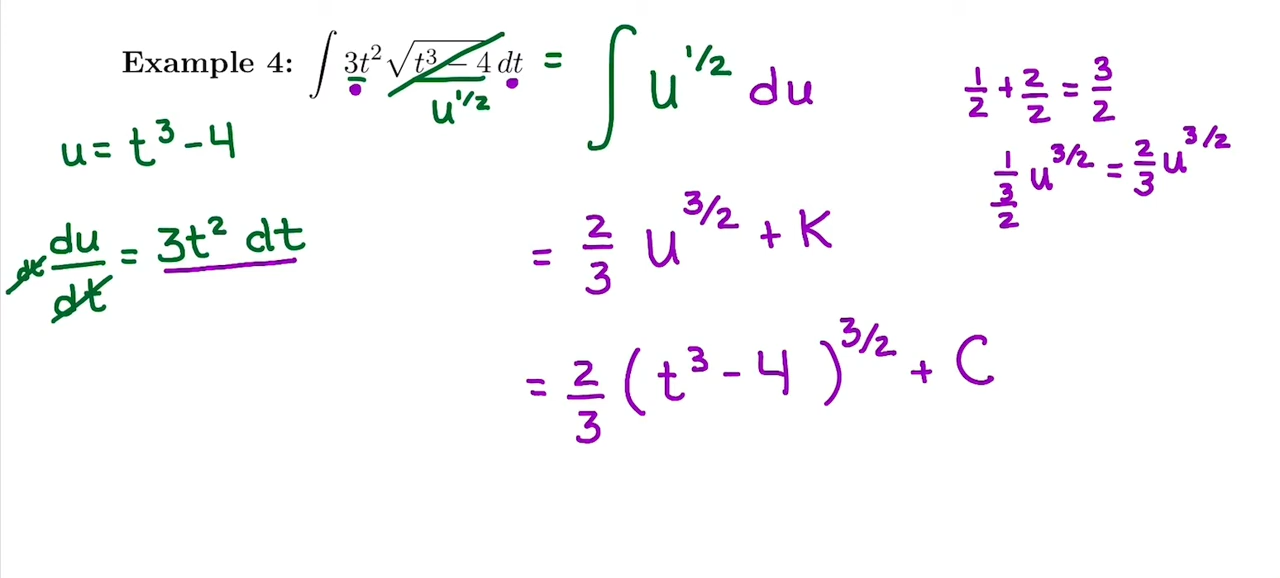 Example 4: ∫ 3t² √(t³ − 4) dt = ∫ u^1/2 du
u^1/2
u = t³ − 4
du/dt = 3t² dt
dt
1/2 + 2/2 = 3/2
1/(3/2) u^3/2 = 2/3 u^3/2
= 2/3 u^3/2 + K
= 2/3 (t³ − 4)^3/2 + C